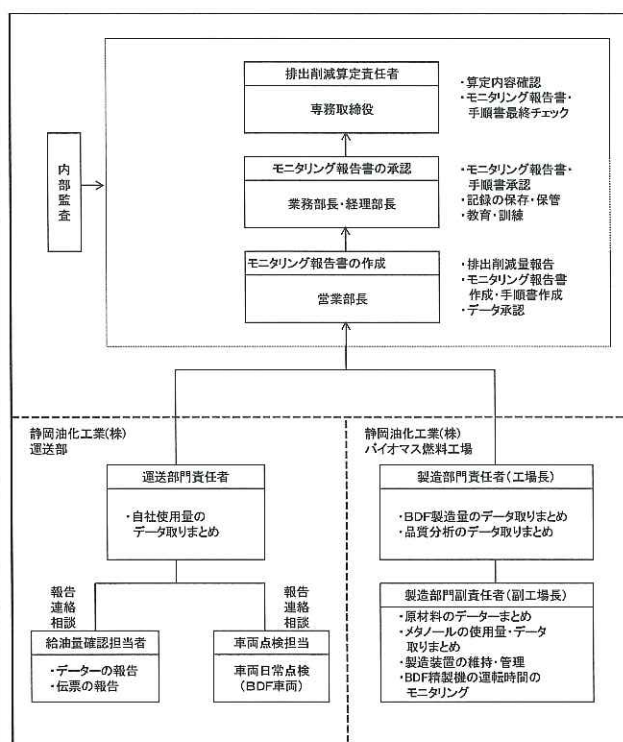 排出削減算定責任者
専務取締役
・算定内容確認
・モニタリング報告書・
手順書最終チェック
内部監査
モニタリング報告書の承認
業務部長・経理部長
・モニタリング報告書・
手順書承認
・記録の保存・保管
・教育・訓練
モニタリング報告書の作成
営業部長
・排出削減量報告
・モニタリング報告書
作成・手順書作成
・データ承認
静岡油化工業(株)
運送部
運送部門責任者
・自社使用量の
データ取りまとめ
報告
連絡
相談
報告
連絡
相談
給油量確認担当者
・データーの報告
・伝票の報告
車両点検担当
車両日常点検
(BDF車両)
静岡油化工業(株)
バイオマス燃料工場
製造部門責任者(工場長)
・BDF製造量のデータ取りまとめ
・品質分析のデータ取りまとめ
製造部門副責任者(副工場長)
・原材料のデーターまとめ
・メタノールの使用量・データ
取りまとめ
・製造装置の維持・管理
・BDF精製機の運転時間の
モニタリング